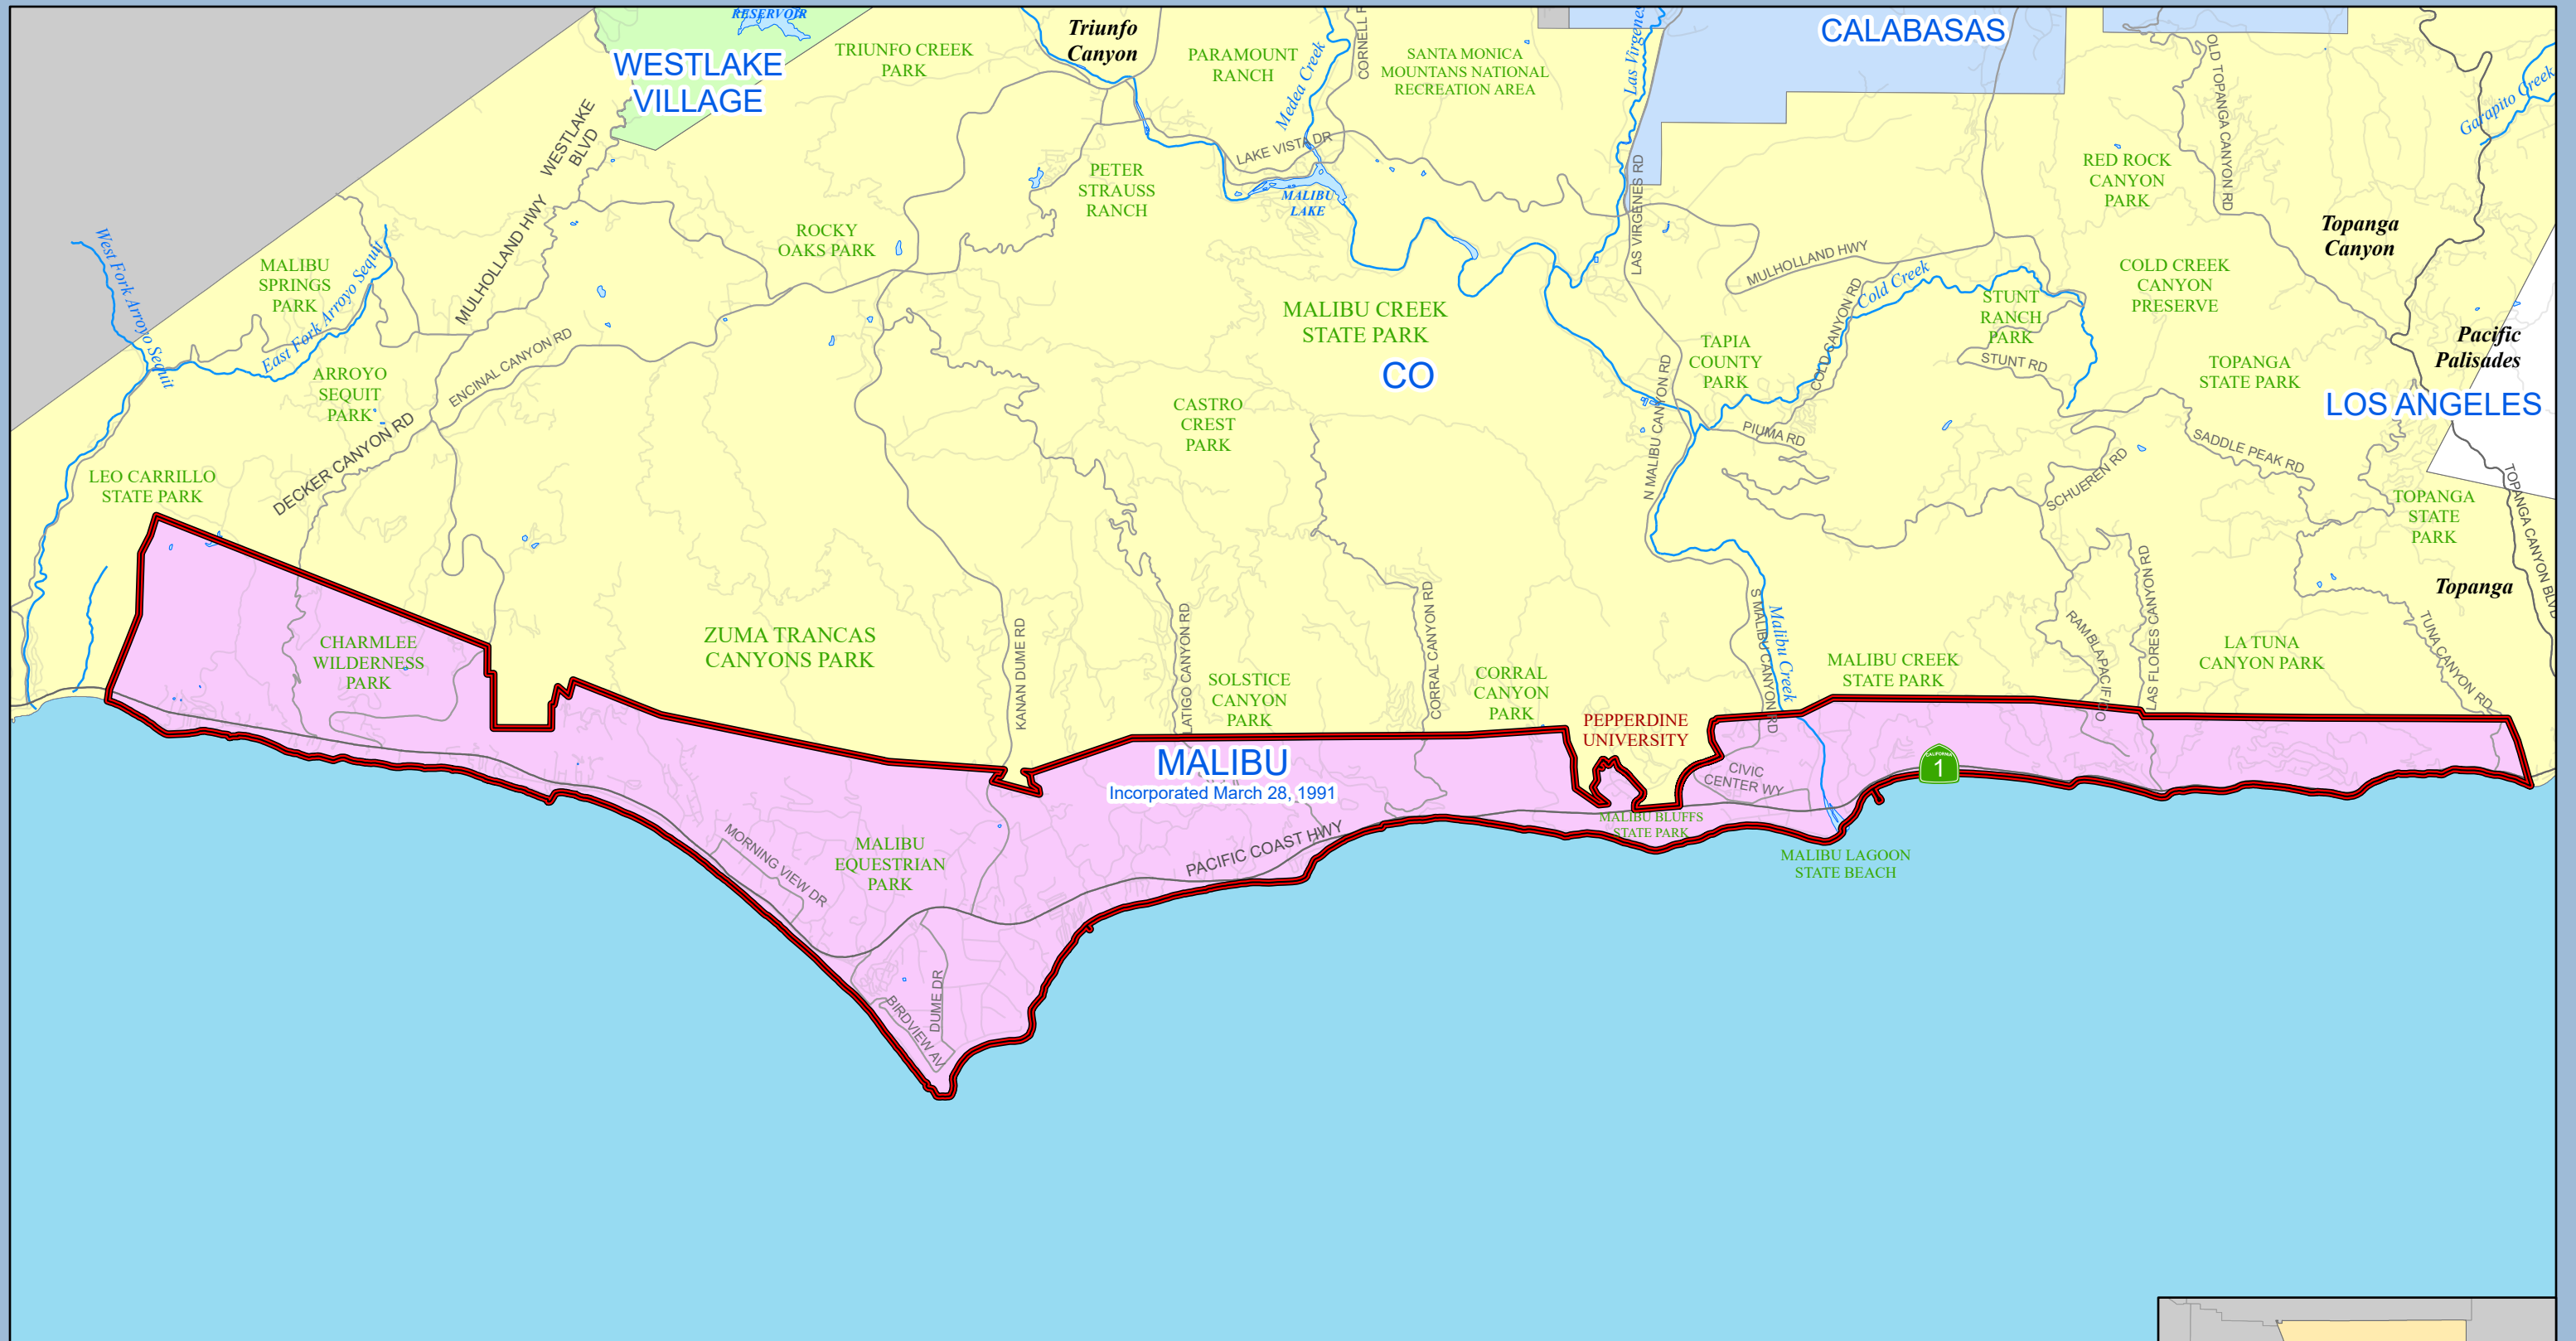 RESERVOIR
WESTLAKE
VILLAGE
TRIUNFO CREEK
PARK
Triunfo
Canyon
PARAMOUNT
RANCH
Medea Creek
SANTA MONICA
MOUNTANS NATIONAL
RECREATION AREA
Las Virgenes
CALABASAS
OLD TOPANGA CANYON RD
Garapito Creek
WESTLAKE
BLVD
MULHOLLAND HWY
LAKE VISTA DR
MALIBU
LAKE
PETER
STRAUSS
RANCH
LAS VIRGENES RD
RED ROCK
CANYON
PARK
Topanga
Canyon
West Fork Arroyo Sequit
East Fork Arroyo Sequit
MALIBU
SPRINGS
PARK
ROCKY
OAKS PARK
MULHOLLAND HWY
Cold Creek
COLD CREEK
CANYON
PRESERVE
STUNT
RANCH
PARK
STUNT RD
MALIBU CREEK
STATE PARK
CO
TAPIA
COUNTY
PARK
COLD CANYON RD
Pacific
Palisades
LOS ANGELES
TOPANGA
STATE PARK
ENCINAL CANYON RD
ARROYO
SEQUIT
PARK
DECKER CANYON RD
CASTRO
CREST
PARK
N MALIBU CANYON RD
PIUMA RD
SADDLE PEAK RD
SCHUEREN RD
LEO CARRILLO
STATE PARK
TOPANGA
STATE
PARK
TOPANGA CANYON BLVD
Topanga
CHARMLEE
WILDERNESS
PARK
ZUMA TRANCAS
CANYONS PARK
KANAN DUME RD
LATIGO CANYON RD
SOLSTICE
CANYON
PARK
CORRAL CANYON RD
CORRAL
CANYON
PARK
PEPPERDINE
UNIVERSITY
S MALIBU CANYON RD
Malibu Creek
MALIBU CREEK
STATE PARK
RAMBLA PACIFICO
LAS FLORES CANYON RD
LA TUNA
CANYON PARK
TUNA CANYON RD
MALIBU
Incorporated March 28, 1991
CIVIC
CENTER WY
CALIFORNIA
1
MALIBU BLUFFS
STATE PARK
MALIBU LAGOON
STATE BEACH
PACIFIC COAST HWY
MORNING VIEW DR
MALIBU
EQUESTRIAN
PARK
DUME DR
BIRDVIEW AV